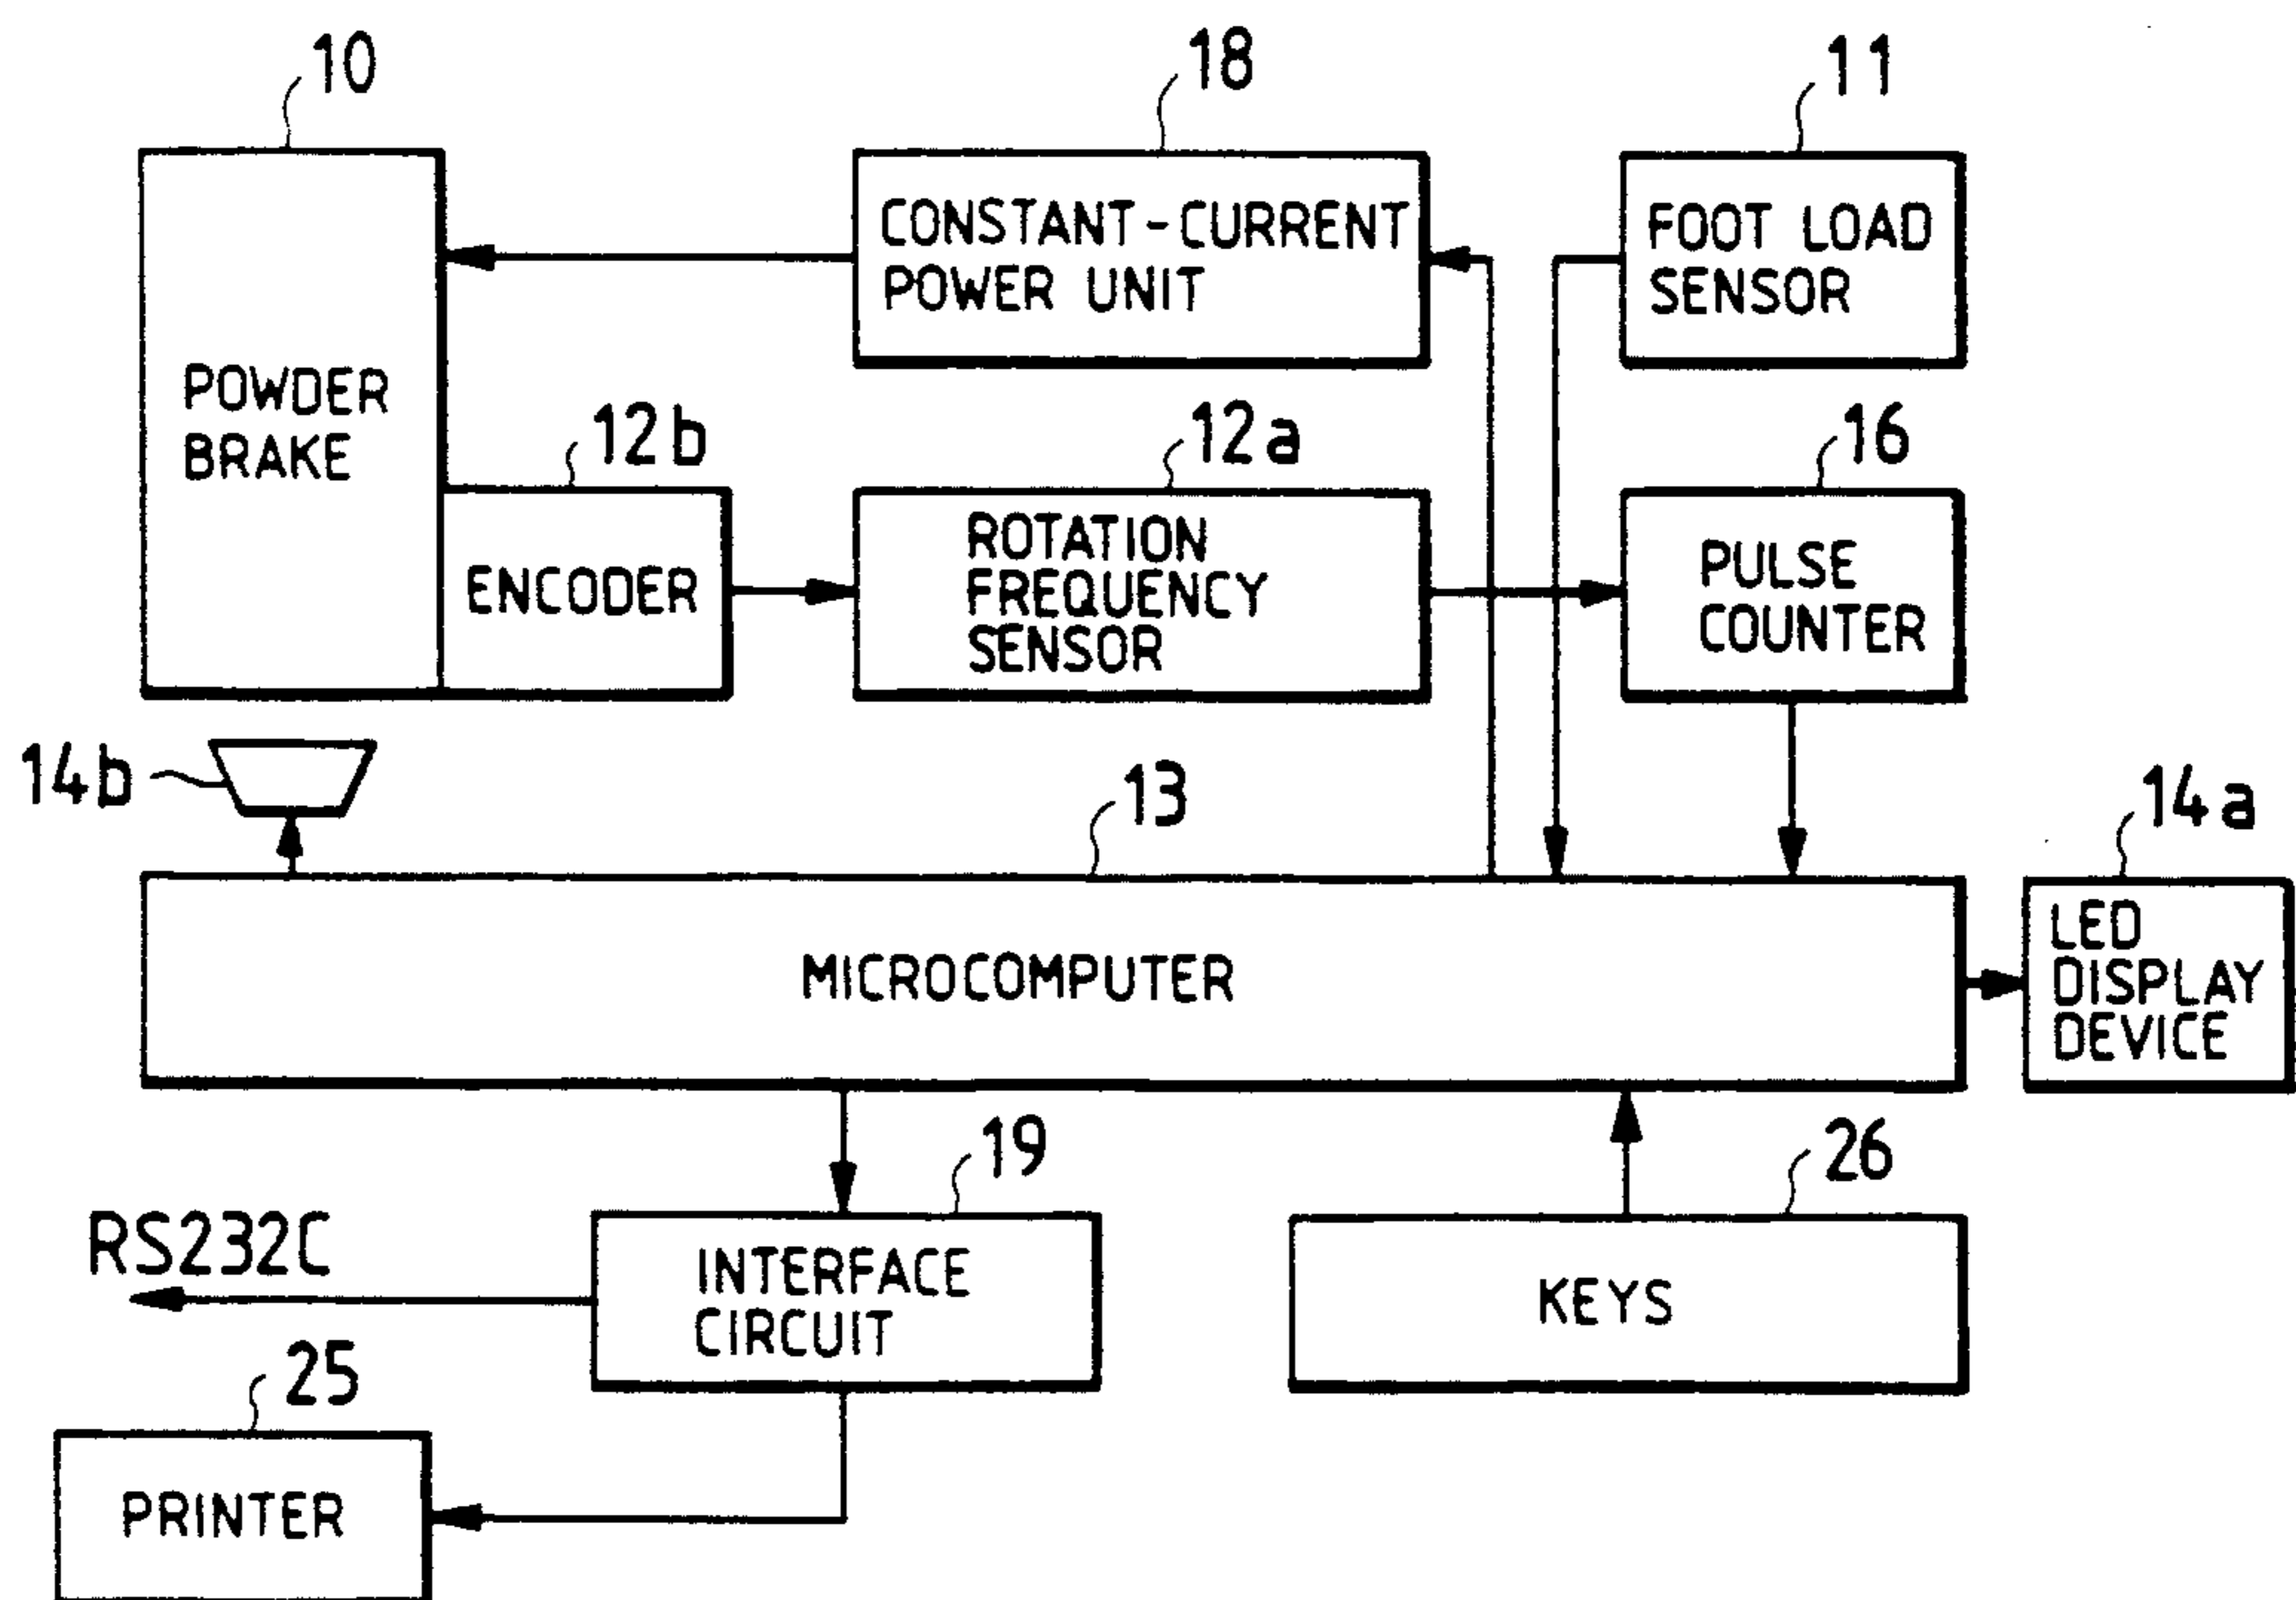 10
18
11
CONSTANT-CURRENT
POWER UNIT
FOOT LOAD
SENSOR
POWDER
BRAKE
12b
12a
16
ENCODER
ROTATION
FREQUENCY
SENSOR
PULSE
COUNTER
14b
13
14a
MICROCOMPUTER
LED
DISPLAY
DEVICE
19
26
RS232C
INTERFACE
CIRCUIT
KEYS
25
PRINTER